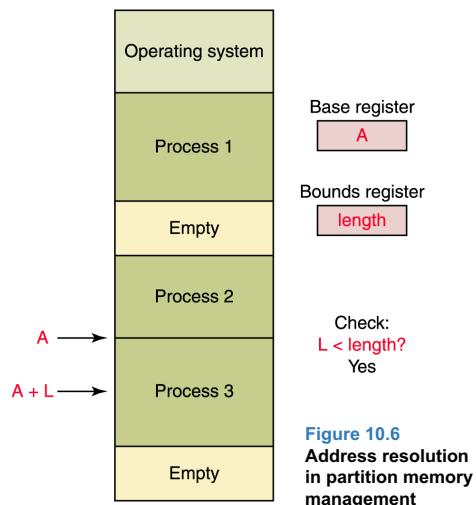 Operating system
Process 1
Empty
Process 2
Process 3
Empty
A
A + L
Base register
A
Bounds register
length
Check:
L < length?
Yes
Figure 10.6
Address resolution
in partition memory
management